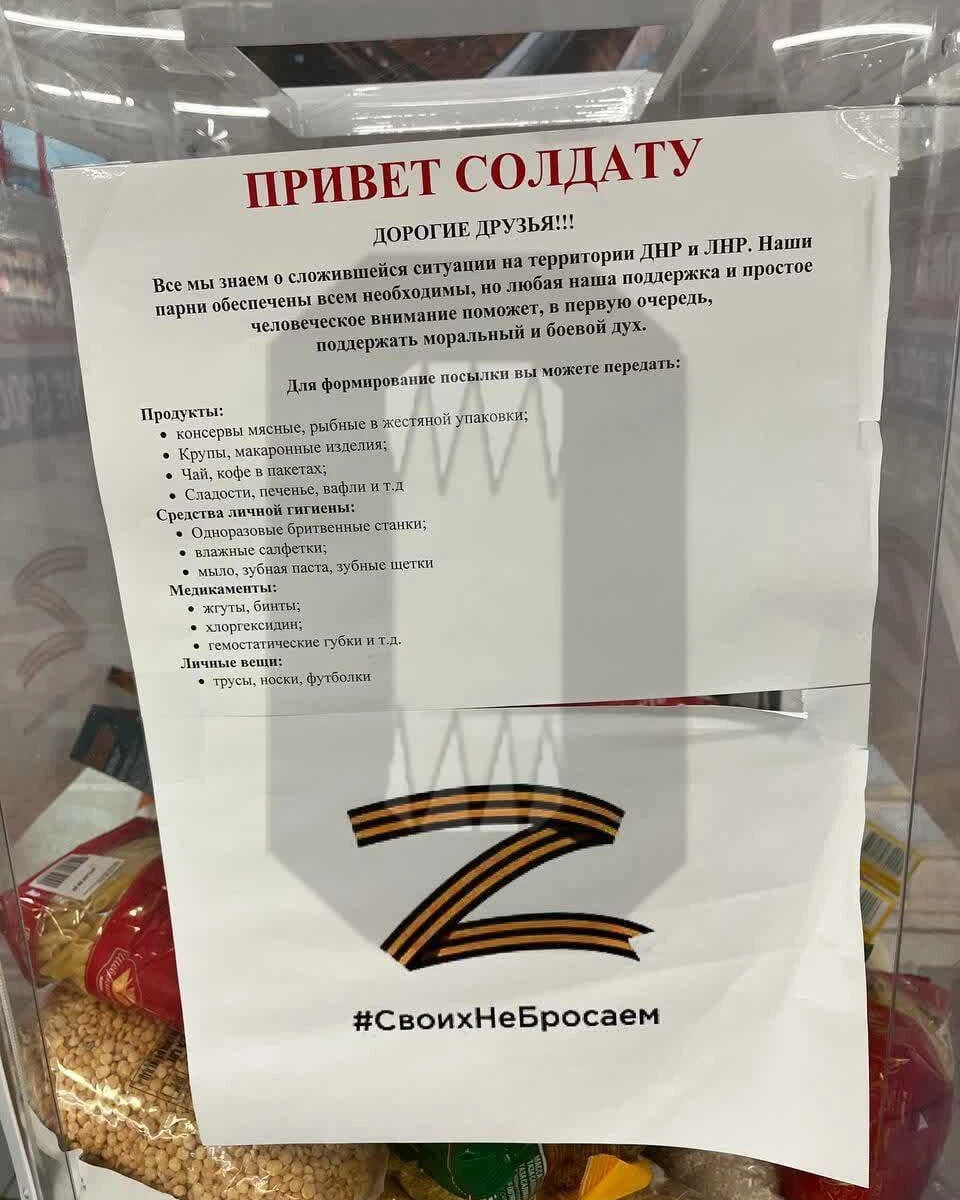 ПРИВЕТ СОЛДАТУ
ДОРОГИЕ ДРУЗЬЯ!!!
Все мы знаем о сложившейся ситуации на территории ДНР и ЛНР. Наши
парни обеспечены всем необходимы, но любая наша поддержка и простое
человеческое внимание поможет, в первую очередь,
поддержать моральный и боевой дух.
Для формирование посылки вы можете передать:
Продукты:
• консервы мясные, рыбные в жестяной упаковки;
• Крупы, макаронные изделия;
• Чай, кофе в пакетах;
• Сладости, печенье, вафли и т.д
Средства личной гигиены:
• Одноразовые бритвенные станки;
• влажные салфетки;
• мыло, зубная паста, зубные щетки
Медикаменты:
• жгуты, бинты;
• хлоргексидин;
• гемостатические губки и т.д.
Личные вещи:
• трусы, носки, футболки
Z
#СвоихНеБросаем